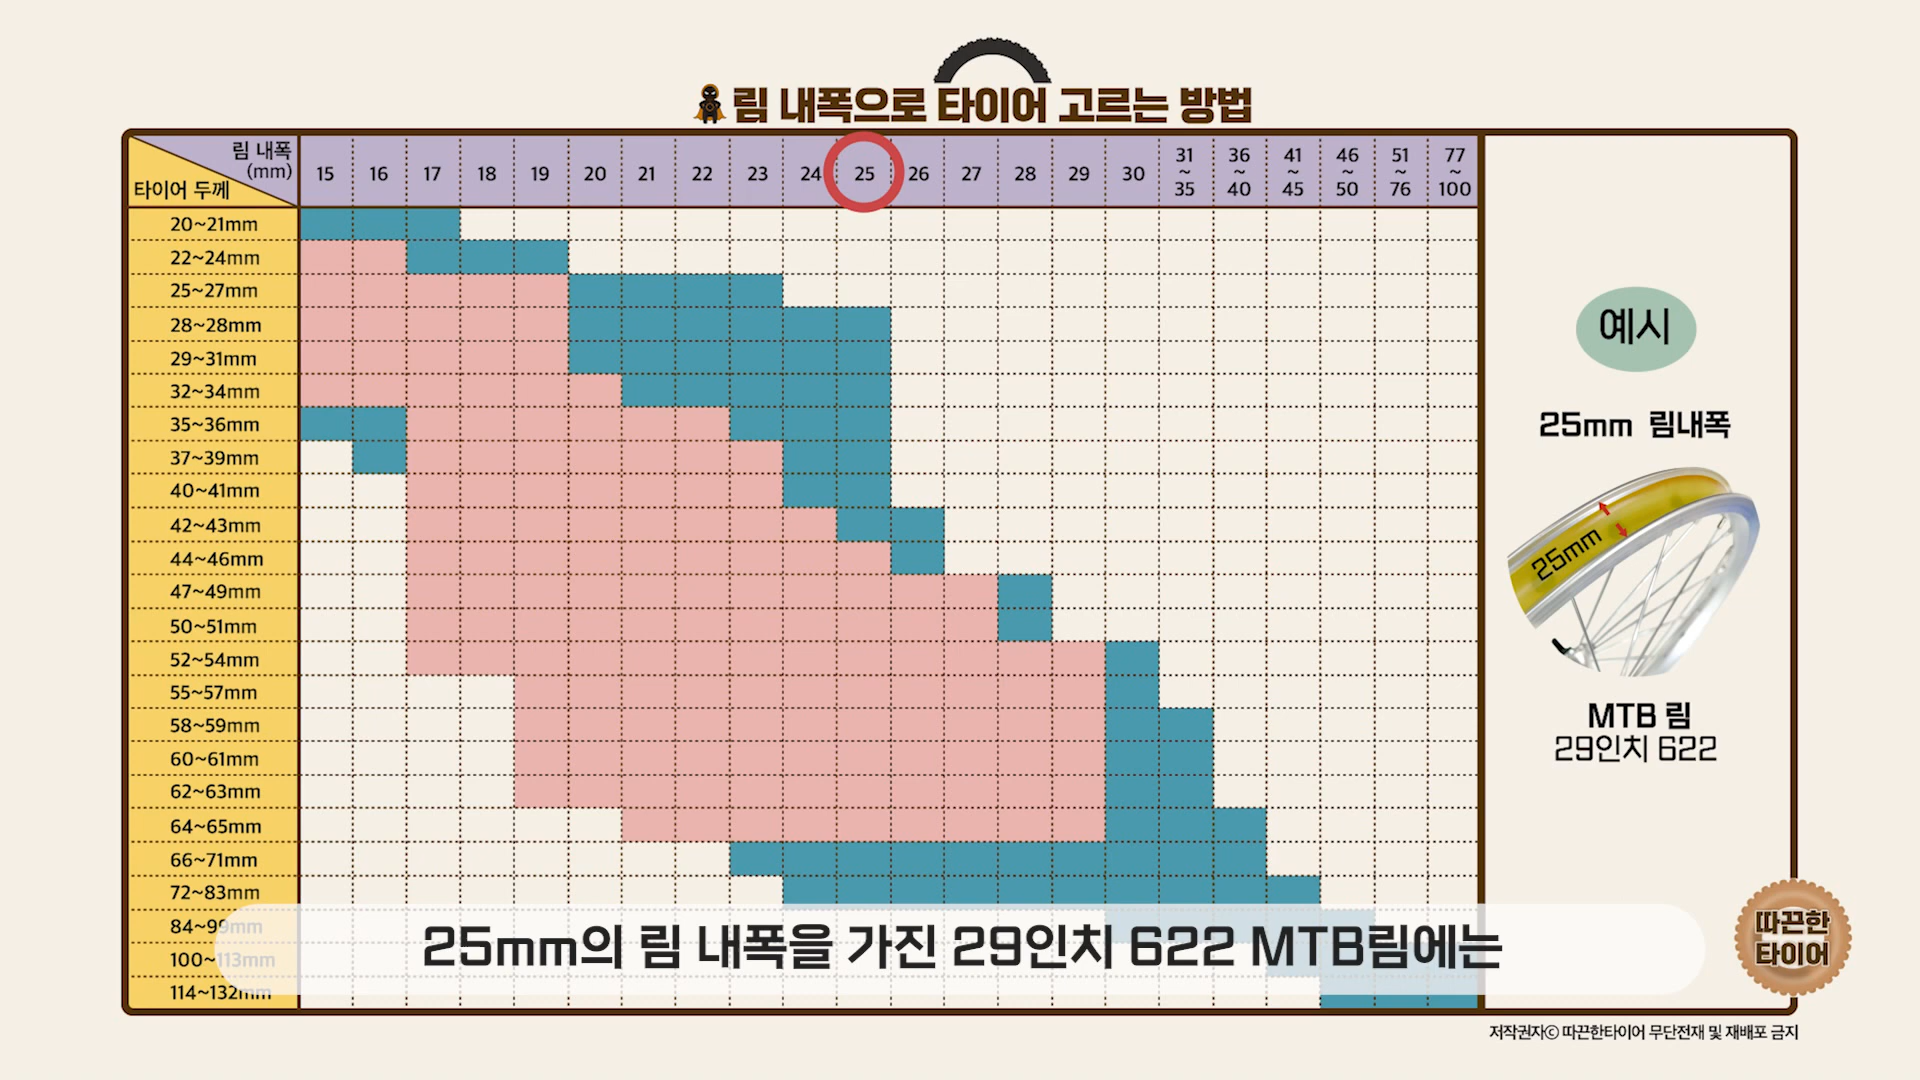 림 내폭으로 타이어 고르는 방법
림 내폭
(mm)
타이어 두께
15 16 17 18 19 20 21 22 23 24 25 26 27 28 29 30 31~35 36~40 41~45 46~50 51~76 77~100
20~21mm
22~24mm
25~27mm
28~28mm
29~31mm
32~34mm
35~36mm
37~39mm
40~41mm
42~43mm
44~46mm
47~49mm
50~51mm
52~54mm
55~57mm
58~59mm
60~61mm
62~63mm
64~65mm
66~71mm
72~83mm
84~99mm
100~113mm
114~132mm
예시
25mm 림내폭
25mm
MTB 림
29인치 622
25mm의 림 내폭을 가진 29인치 622 MTB림에는
따끈한
타이어
저작권자ⓒ 따끈한타이어 무단전재 및 재배포 금지